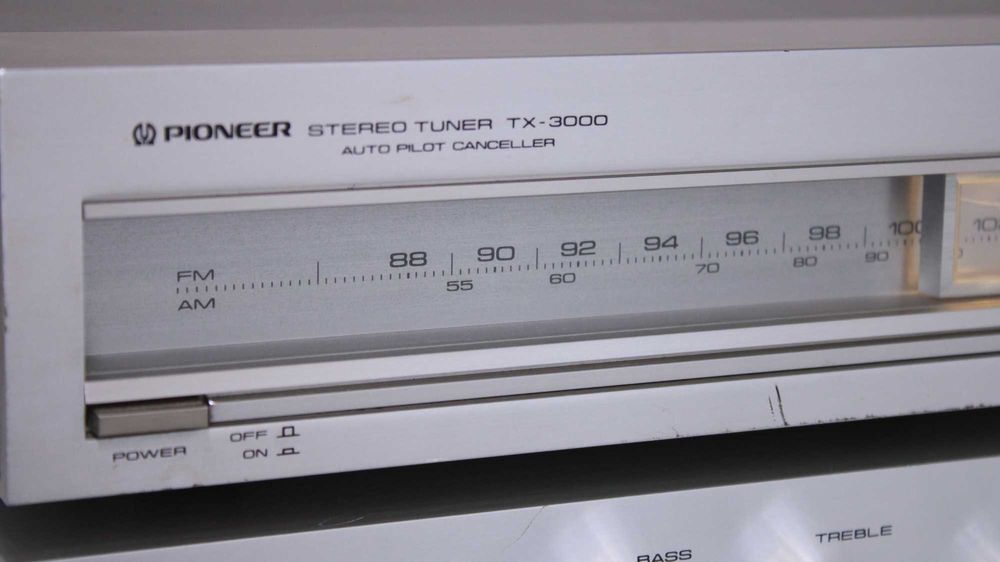 PIONEER STEREO TUNER TX-3000
AUTO PILOT CANCELLER
FM 88 90 92 94 96 98 100
AM 55 60 70 80 90
POWER
OFF
ON
BASS
TREBLE